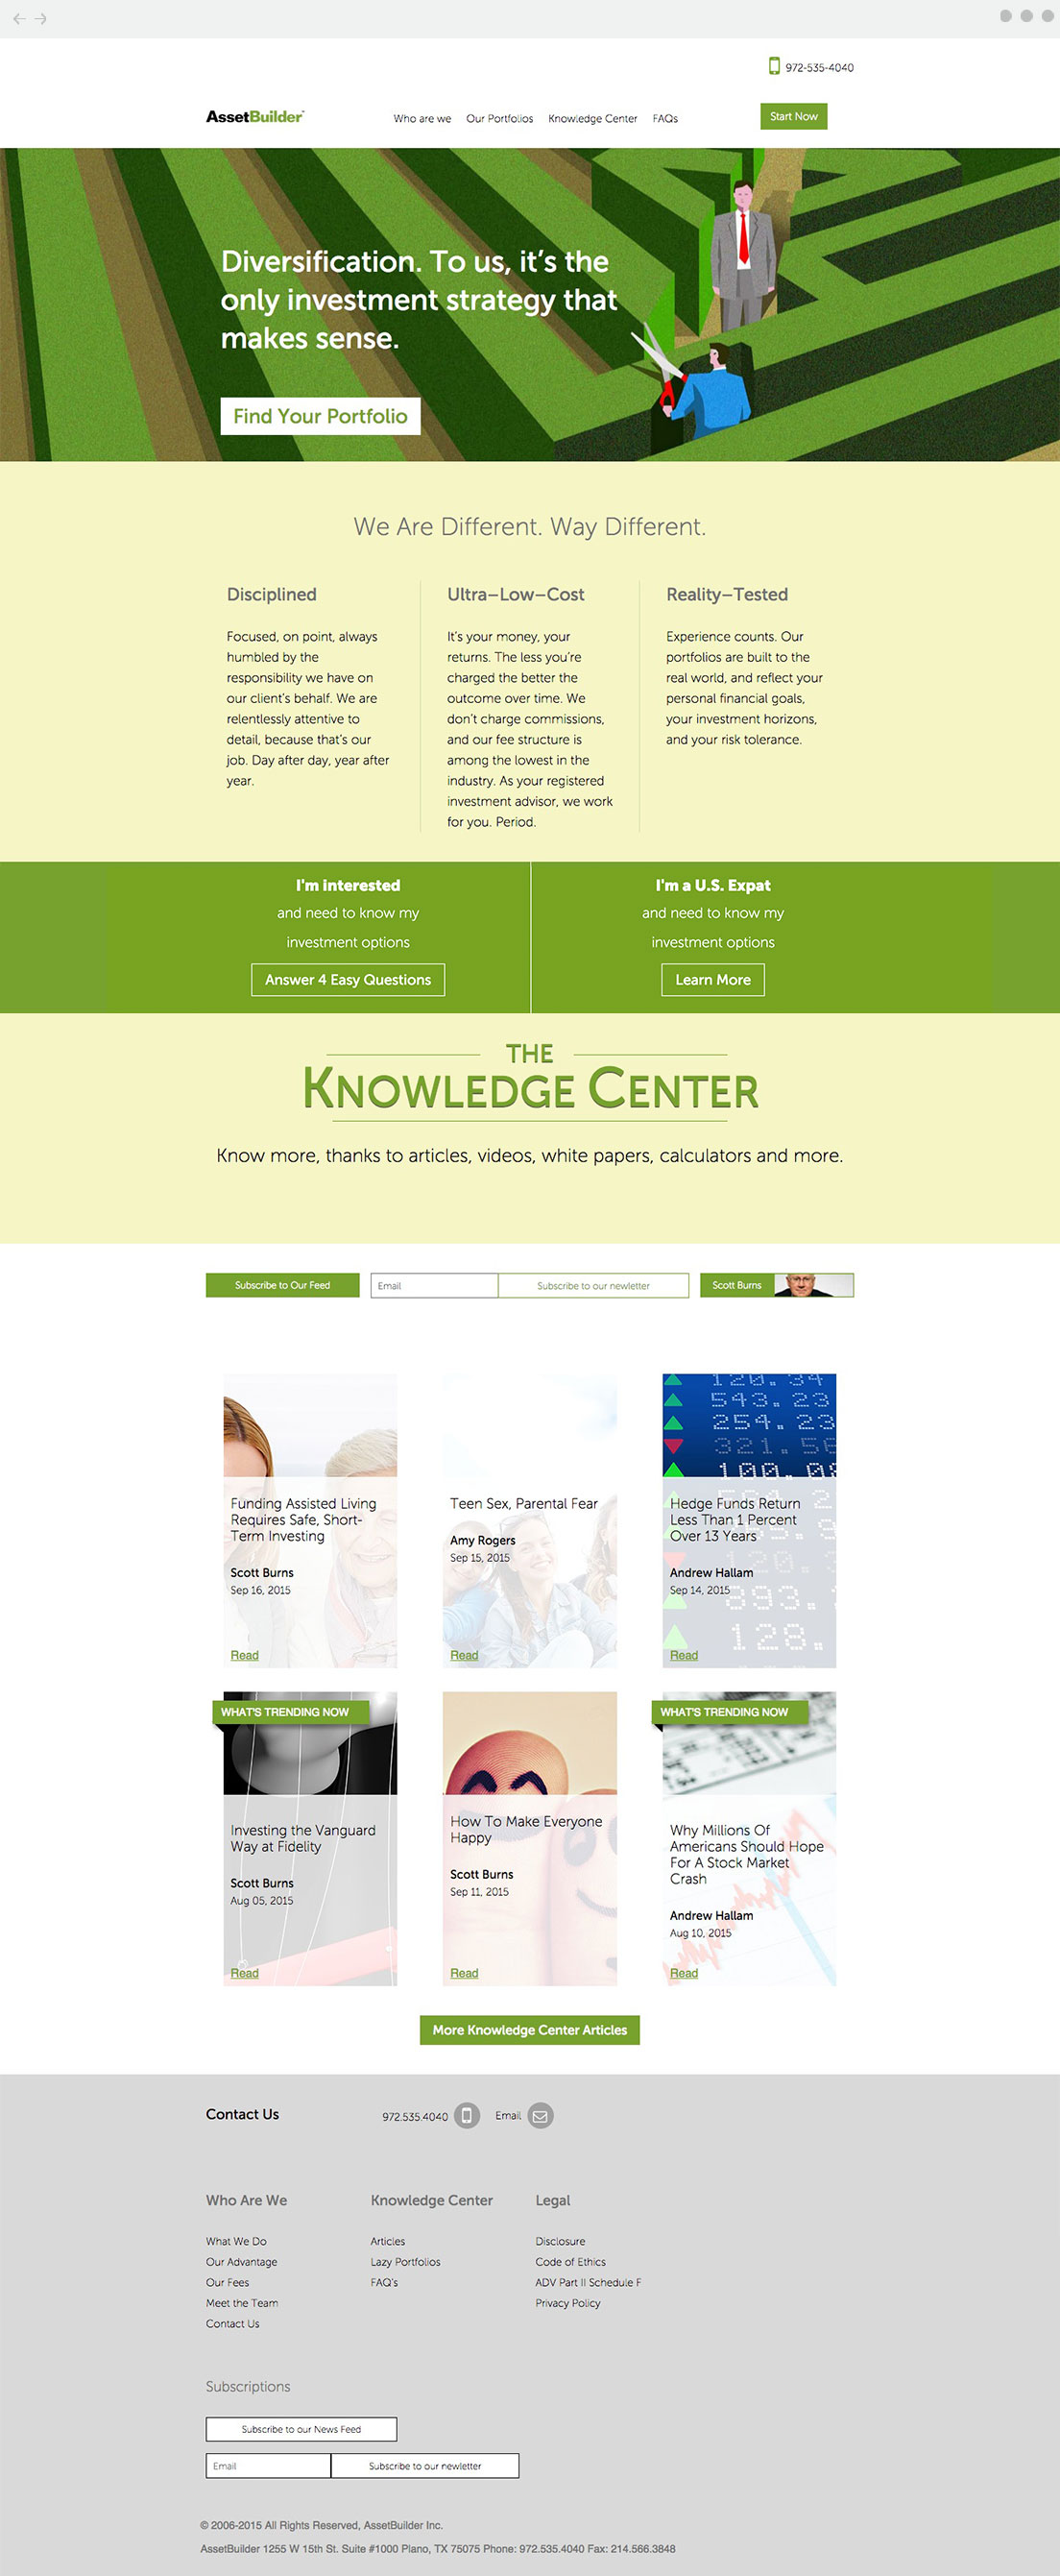 972-535-4040
AssetBuilder
Who are we Our Portfolios Knowledge Center FAQs
Start Now
Diversification. To us, it's the
only investment strategy that
makes sense.
Find Your Portfolio
We Are Different. Way Different.
Disciplined
Focused, on point, always
humbled by the
responsibility we have on
our client's behalf. We are
relentlessly attentive to
detail, because that's our
job. Day after day, year after
year.
Ultra–Low–Cost
It's your money, your
returns. The less you're
charged the better the
outcome over time. We
don't charge commissions,
and our fee structure is
among the lowest in the
industry. As your registered
investment advisor, we work
for you. Period.
Reality–Tested
Experience counts. Our
portfolios are built to the
real world, and reflect your
personal financial goals,
your investment horizons,
and your risk tolerance.
I'm interested
and need to know my
investment options
Answer 4 Easy Questions
I'm a U.S. Expat
and need to know my
investment options
Learn More
THE
KNOWLEDGE CENTER
Know more, thanks to articles, videos, white papers, calculators and more.
Subscribe to Our Feed
Email
Subscribe to our newletter
Scott Burns
Funding Assisted Living
Requires Safe, Short-
Term Investing
Scott Burns
Sep 16, 2015
Read
Teen Sex, Parental Fear
Amy Rogers
Sep 15, 2015
Read
120.34
543.23
254.23
321.56
100.03
Hedge Funds Return
Less Than 1 Percent
Over 13 Years
Andrew Hallam
Sep 14, 2015
128.
Read
WHAT'S TRENDING NOW
Investing the Vanguard
Way at Fidelity
Scott Burns
Aug 05, 2015
Read
How To Make Everyone
Happy
Scott Burns
Sep 11, 2015
Read
WHAT'S TRENDING NOW
Why Millions Of
Americans Should Hope
For A Stock Market
Crash
Andrew Hallam
Aug 10, 2015
Read
More Knowledge Center Articles
Contact Us
972.535.4040
Email
Who Are We
What We Do
Our Advantage
Our Fees
Meet the Team
Contact Us
Knowledge Center
Articles
Lazy Portfolios
FAQ's
Legal
Disclosure
Code of Ethics
ADV Part II Schedule F
Privacy Policy
Subscriptions
Subscribe to our News Feed
Email
Subscribe to our newletter
© 2006-2015 All Rights Reserved, AssetBuilder Inc.
AssetBuilder 1255 W 15th St. Suite #1000 Plano, TX 75075 Phone: 972.535.4040 Fax: 214.566.3848